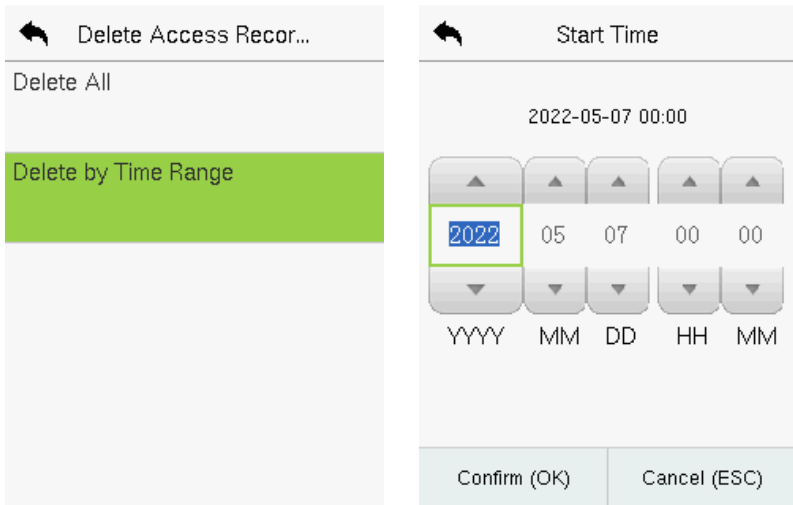 Delete Access Recor...
Delete All
Delete by Time Range
Start Time
2022-05-07 00:00
2022 05 07 00 00
YYYY MM DD HH MM
Confirm (OK) Cancel (ESC)